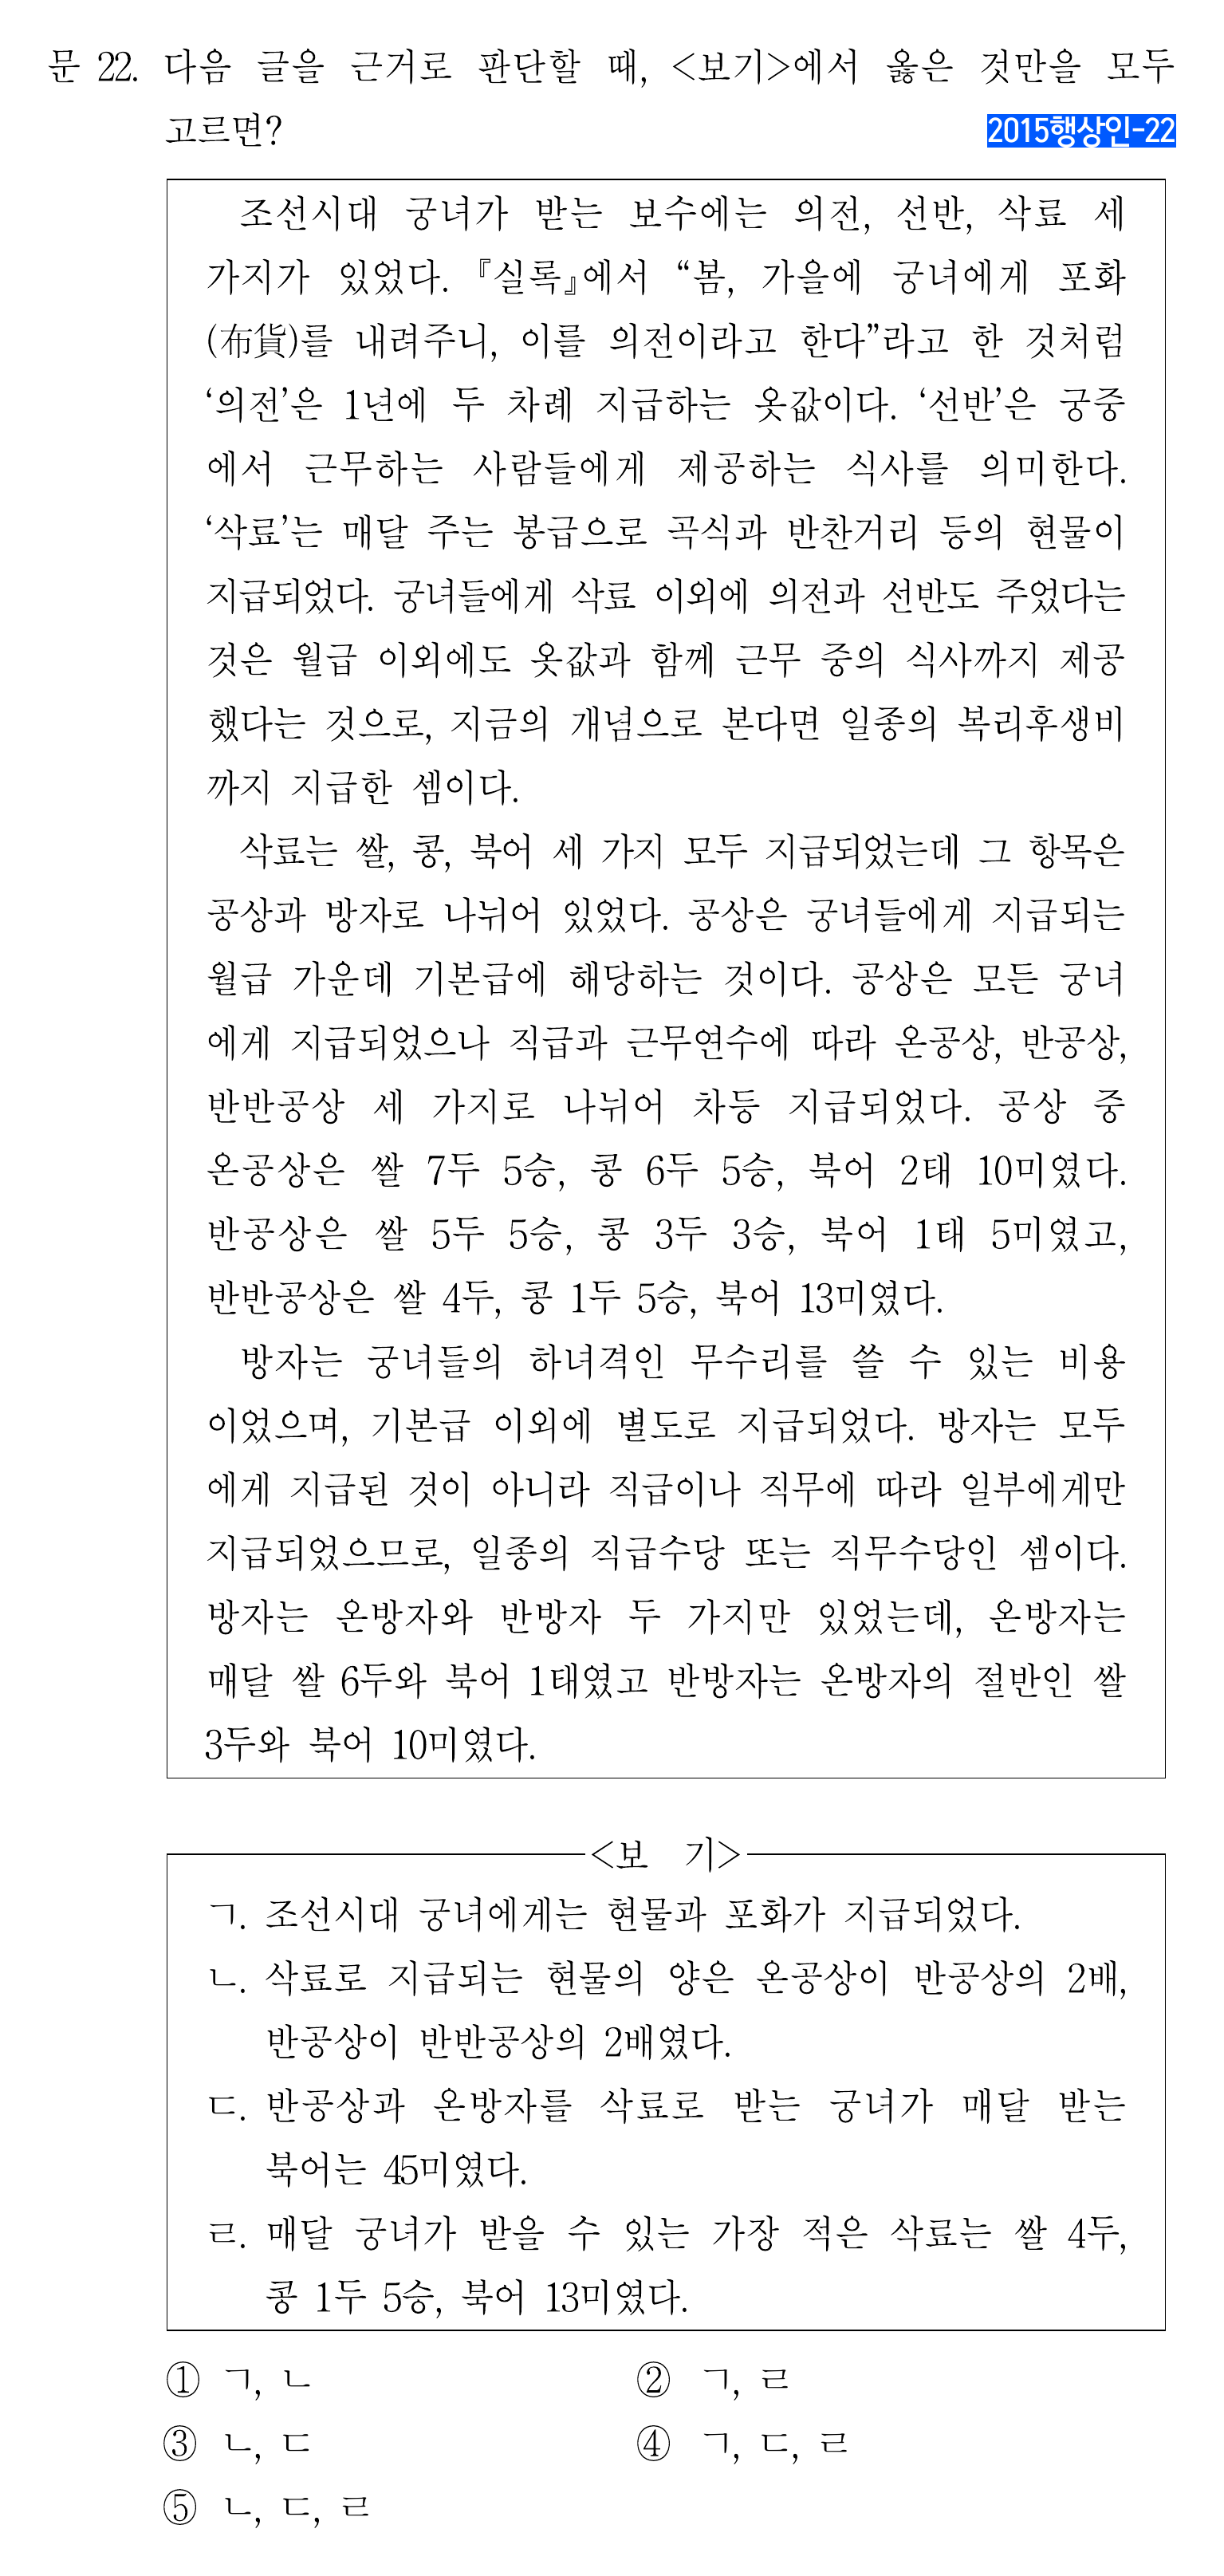 문 22. 다음 글을 근거로 판단할 때, <보기>에서 옳은 것만을 모두
고르면?
2015행상인-22
조선시대 궁녀가 받는 보수에는 의전, 선반, 삭료 세
가지가 있었다. 『실록』에서 “봄, 가을에 궁녀에게 포화
(布貨)를 내려주니, 이를 의전이라고 한다”라고 한 것처럼
‘의전’은 1년에 두 차례 지급하는 옷값이다. ‘선반’은 궁중
에서 근무하는 사람들에게 제공하는 식사를 의미한다.
‘삭료’는 매달 주는 봉급으로 곡식과 반찬거리 등의 현물이
지급되었다. 궁녀들에게 삭료 이외에 의전과 선반도 주었다는
것은 월급 이외에도 옷값과 함께 근무 중의 식사까지 제공
했다는 것으로, 지금의 개념으로 본다면 일종의 복리후생비
까지 지급한 셈이다.
삭료는 쌀, 콩, 북어 세 가지 모두 지급되었는데 그 항목은
공상과 방자로 나뉘어 있었다. 공상은 궁녀들에게 지급되는
월급 가운데 기본급에 해당하는 것이다. 공상은 모든 궁녀
에게 지급되었으나 직급과 근무연수에 따라 온공상, 반공상,
반반공상 세 가지로 나뉘어 차등 지급되었다. 공상 중
온공상은 쌀 7두 5승, 콩 6두 5승, 북어 2태 10미였다.
반공상은 쌀 5두 5승, 콩 3두 3승, 북어 1태 5미였고,
반반공상은 쌀 4두, 콩 1두 5승, 북어 13미였다.
방자는 궁녀들의 하녀격인 무수리를 쓸 수 있는 비용
이었으며, 기본급 이외에 별도로 지급되었다. 방자는 모두
에게 지급된 것이 아니라 직급이나 직무에 따라 일부에게만
지급되었으므로, 일종의 직급수당 또는 직무수당인 셈이다.
방자는 온방자와 반방자 두 가지만 있었는데, 온방자는
매달 쌀 6두와 북어 1태였고 반방자는 온방자의 절반인 쌀
3두와 북어 10미였다.
<보 기>
ㄱ. 조선시대 궁녀에게는 현물과 포화가 지급되었다.
ㄴ. 삭료로 지급되는 현물의 양은 온공상이 반공상의 2배,
반공상이 반반공상의 2배였다.
ㄷ. 반공상과 온방자를 삭료로 받는 궁녀가 매달 받는
북어는 45미였다.
ㄹ. 매달 궁녀가 받을 수 있는 가장 적은 삭료는 쌀 4두,
콩 1두 5승, 북어 13미였다.
① ㄱ, ㄴ
② ㄱ, ㄹ
③ ㄴ, ㄷ
④ ㄱ, ㄷ, ㄹ
⑤ ㄴ, ㄷ, ㄹ